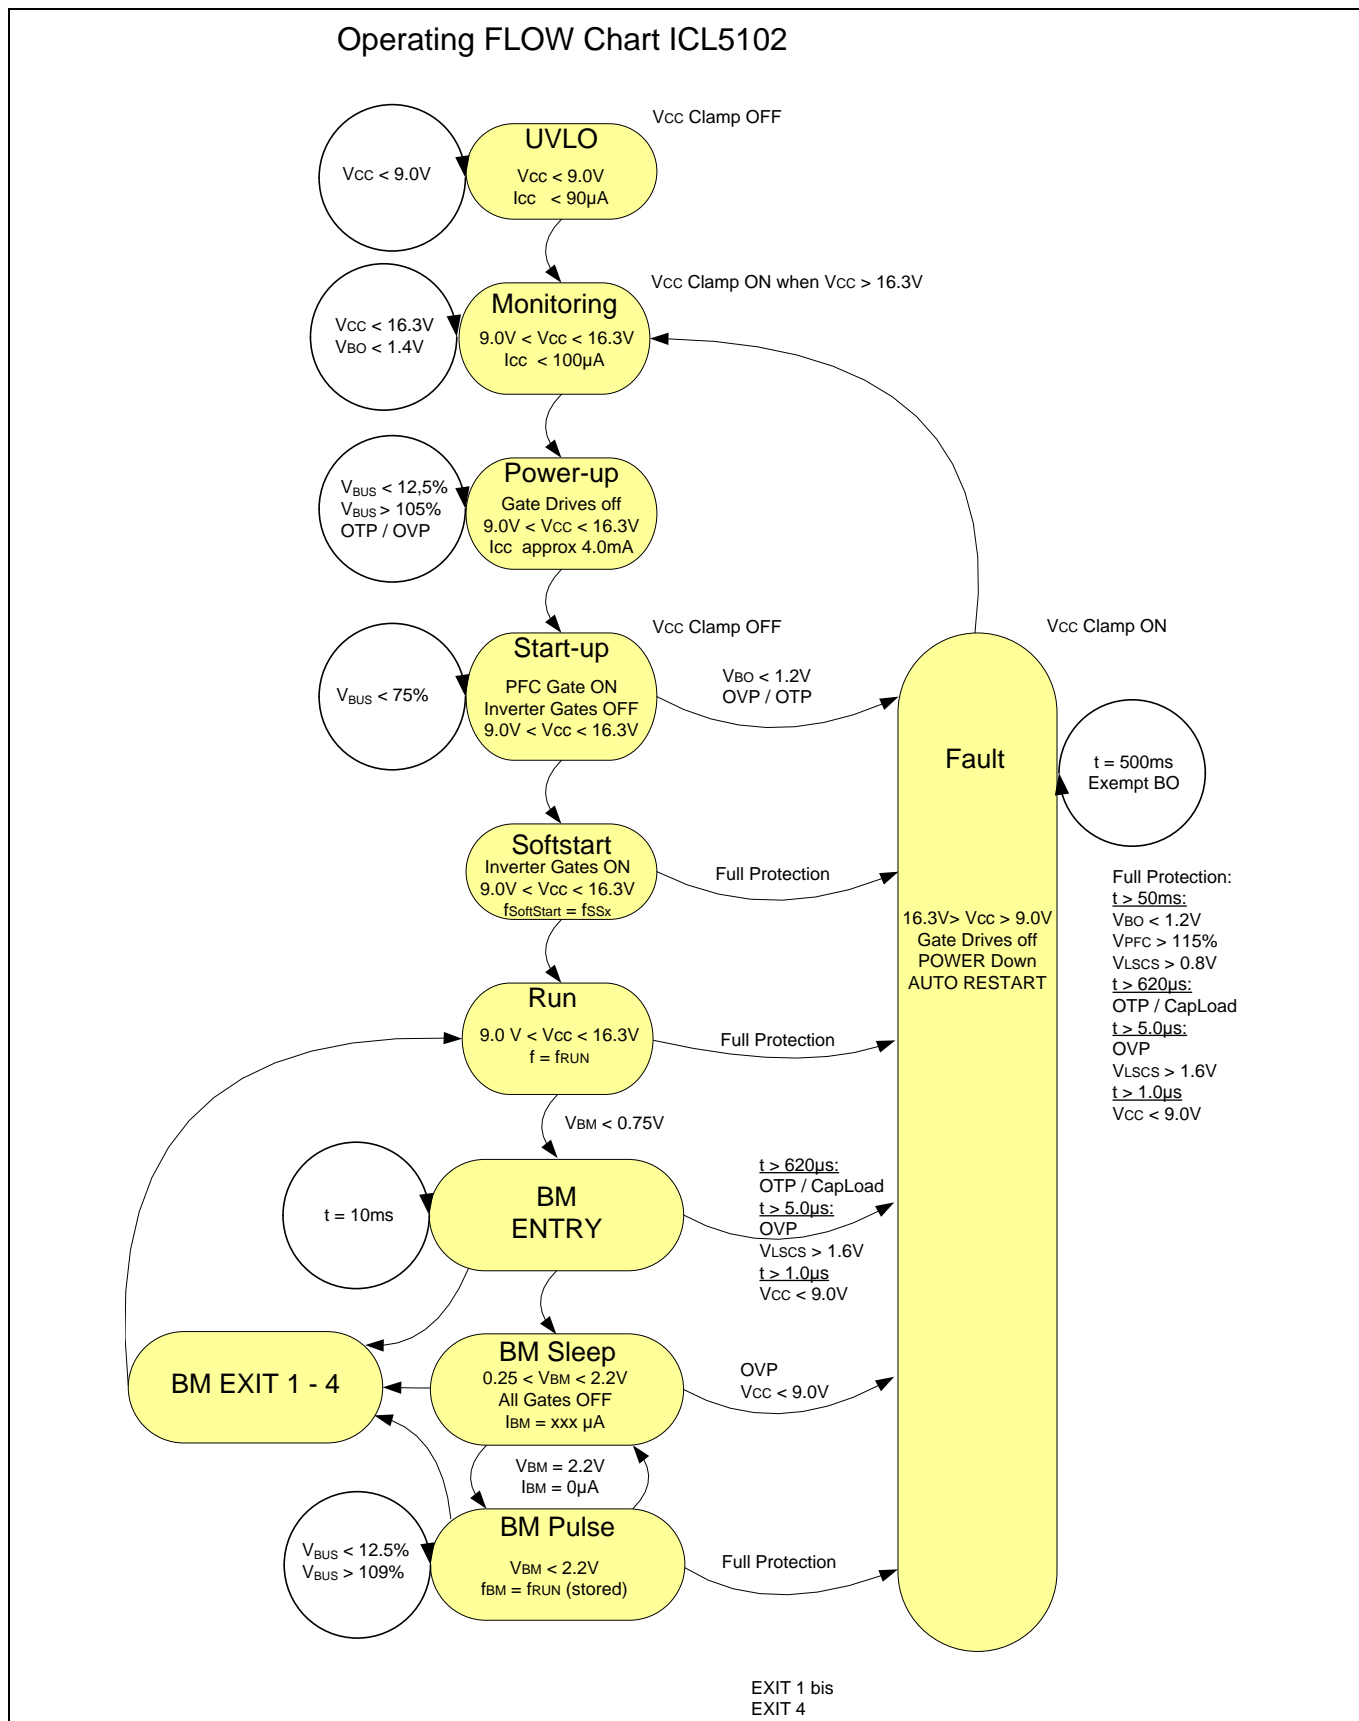 Operating FLOW Chart ICL5102
Vcc Clamp OFF
UVLO
Vcc < 9.0V
Icc < 90µA
Vcc < 9.0V
Vcc Clamp ON when Vcc > 16.3V
Monitoring
9.0V < Vcc < 16.3V
Icc < 100µA
Vcc < 16.3V
VBO < 1.4V
Power-up
Gate Drives off
9.0V < Vcc < 16.3V
Icc approx 4.0mA
VBUS < 12,5%
VBUS > 105%
OTP / OVP
Vcc Clamp OFF
Start-up
PFC Gate ON
Inverter Gates OFF
9.0V < Vcc < 16.3V
VBUS < 75%
VBO < 1.2V
OVP / OTP
Vcc Clamp ON
Fault
16.3V> Vcc > 9.0V
Gate Drives off
POWER Down
AUTO RESTART
t = 500ms
Exempt BO
Softstart
Inverter Gates ON
9.0V < Vcc < 16.3V
fSoftStart = fSSx
Full Protection
Full Protection:
t > 50ms:
VBO < 1.2V
VPFC > 115%
VLSCS > 0.8V
t > 620µs:
OTP / CapLoad
t > 5.0µs:
OVP
VLSCS > 1.6V
t > 1.0µs
Vcc < 9.0V
Run
9.0 V < Vcc < 16.3V
f = fRUN
Full Protection
VBM < 0.75V
BM
ENTRY
t = 10ms
t > 620µs:
OTP / CapLoad
t > 5.0µs:
OVP
VLSCS > 1.6V
t > 1.0µs
Vcc < 9.0V
BM EXIT 1 - 4
BM Sleep
0.25 < VBM < 2.2V
All Gates OFF
IBM = xxx µA
OVP
Vcc < 9.0V
VBM = 2.2V
IBM = 0µA
BM Pulse
VBM < 2.2V
fBM = fRUN (stored)
VBUS < 12.5%
VBUS > 109%
Full Protection
EXIT 1 bis
EXIT 4